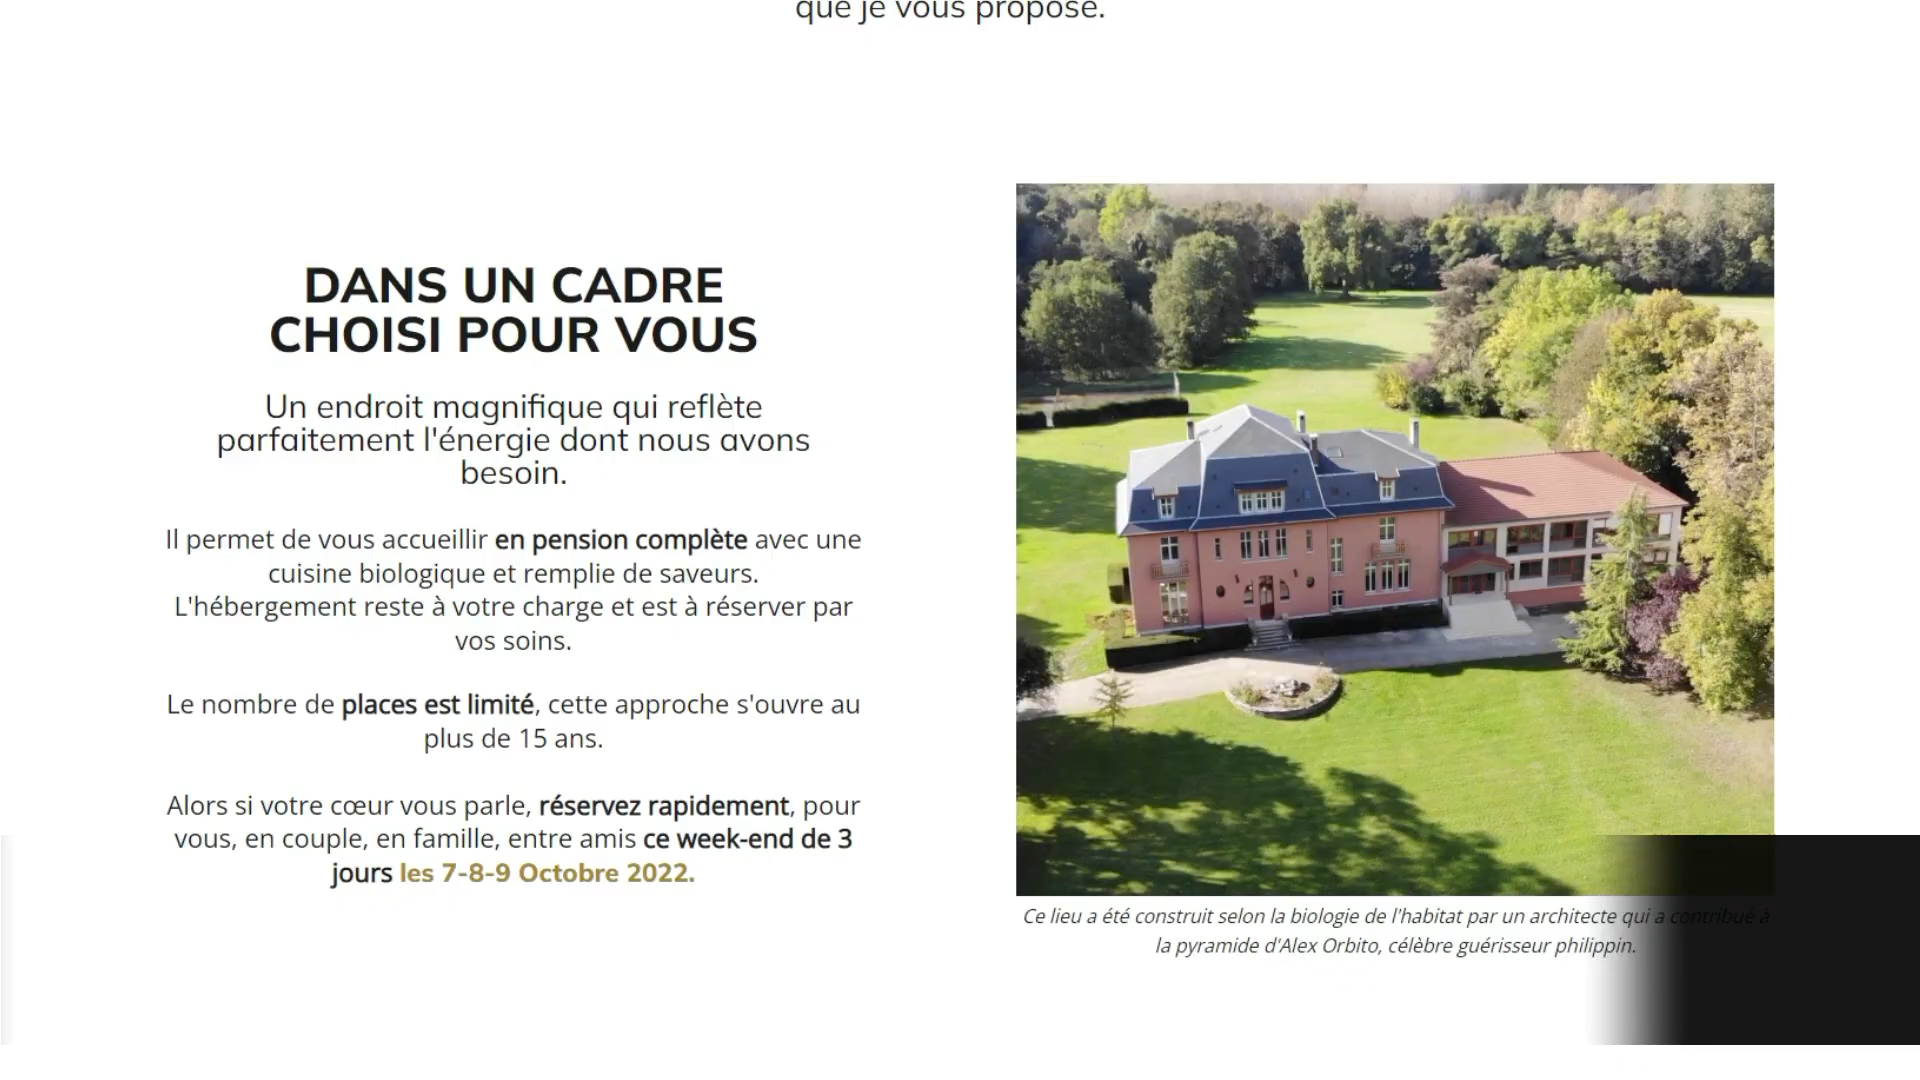 que je vous propose.
DANS UN CADRE
CHOISI POUR VOUS
Un endroit magnifique qui reflète
parfaitement l'énergie dont nous avons
besoin.
Il permet de vous accueillir en pension complète avec une
cuisine biologique et remplie de saveurs.
L'hébergement reste à votre charge et est à réserver par
vos soins.
Le nombre de places est limité, cette approche s'ouvre au
plus de 15 ans.
Alors si votre cœur vous parle, réservez rapidement, pour
vous, en couple, en famille, entre amis ce week-end de 3
jours les 7-8-9 Octobre 2022.
Ce lieu a été construit selon la biologie de l'habitat par un architecte qui a contribué à
la pyramide d'Alex Orbito, célèbre guérisseur philippin.